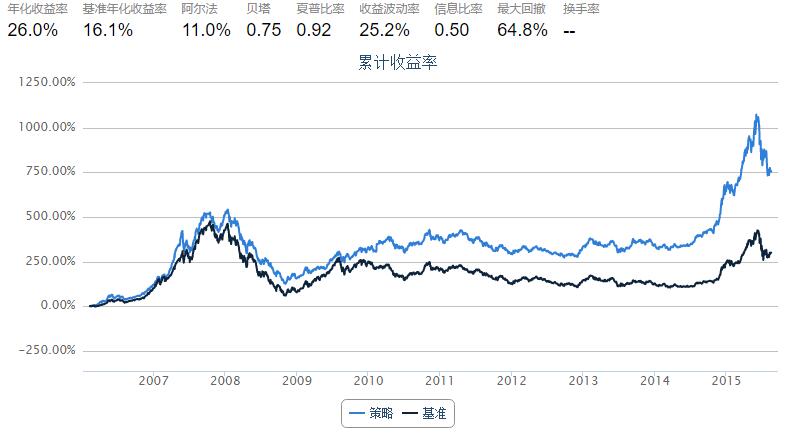 年化收益率 基准年化收益率 阿尔法 贝塔 夏普比率 收益波动率 信息比率 最大回撤 换手率
26.0% 16.1% 11.0% 0.75 0.92 25.2% 0.50 64.8% --
累计收益率
1250.00%
1000.00%
750.00%
500.00%
250.00%
0.00%
-250.00%
2007 2008 2009 2010 2011 2012 2013 2014 2015
策略 基准